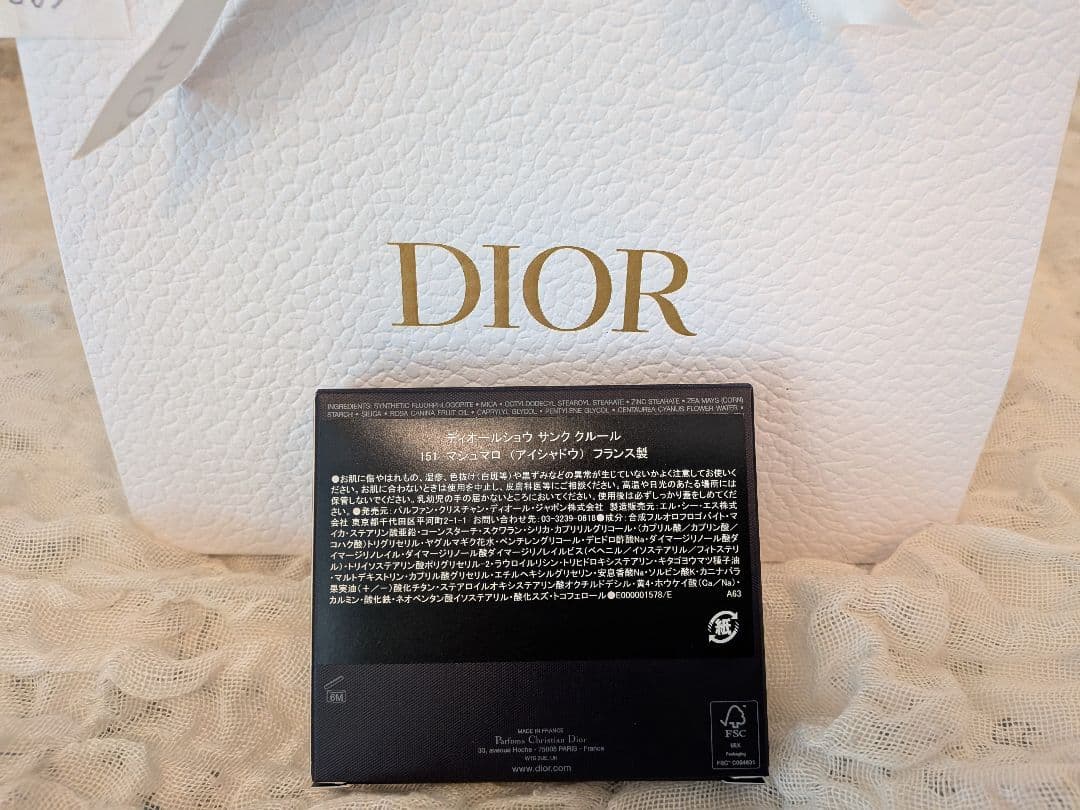 DIOR
DIOR
INGREDIENTS: SYNTHETIC FLUORPHLOGOPITE • MICA • OCTYLDODECYL STEAROYL STEARATE • ZINC STEARATE • ZEA MAYS (CORN)
STARCH • SILICA • ROSA CANINA FRUIT OIL • CAPRYLYL GLYCOL • PENTYLENE GLYCOL • CENTAUREA CYANUS FLOWER WATER •
ディオールショウ サンク クルール
151 マシュマロ (アイシャドウ) フランス製
●お肌に傷やはれもの、湿疹、色抜け(白斑等)や黒ずみなどの異常が生じていないかよく注意してお使いく
ださい。お肌に合わないときは使用を中止し、皮膚科医等にご相談ください。高温や日光のあたる場所には
保管しないでください。乳幼児の手の届かないところにおいてください。使用後は必ずしっかり蓋をしめてくだ
さい。●発売元:パルファン・クリスチャン・ディオール・ジャポン株式会社 製造販売元:エル・シー・エス株式会
社 東京都千代田区平河町2-1-1 お問い合わせ先:03-3239-0618●成分:合成フルオロフロゴパイト・マ
イカ・ステアリン酸亜鉛・コーンスターチ・スクワラン・シリカ・カプリリルグリコール・(カプリル酸/カプリン酸/
コハク酸)トリグリセリル・ヤグルマギク花水・ペンチレングリコール・デヒドロ酢酸Na・ダイマージリノール酸ダ
イマージリノレイル・ダイマージリノール酸ダイマージリノレイルビス(ベヘニル/イソステアリル/フィトステリ
ル)・トリイソステアリン酸ポリグリセリル-2・ラウロイルリシン・トリヒドロキシステアリン・キタゴヨウマツ種子油
・マルトデキストリン・カプリル酸グリセリル・エチルヘキシルグリセリン・安息香酸Na・ソルビン酸K・カニナバラ
果実油(+/-)酸化チタン・ステアロイルオキシステアリン酸オクチルドデシル・黄4・ホウケイ酸(Ca/Na)・
カルミン・酸化鉄・ネオペンタン酸イソステアリル・酸化スズ・トコフェロール●E000001578/E A63
紙
6M
MADE IN FRANCE
Parfums Christian Dior
33, avenue Hoche - 75008 PARIS - France
WTG 2UE, UK
www.dior.com
FSC
MIX
Packaging
FSC® C004601